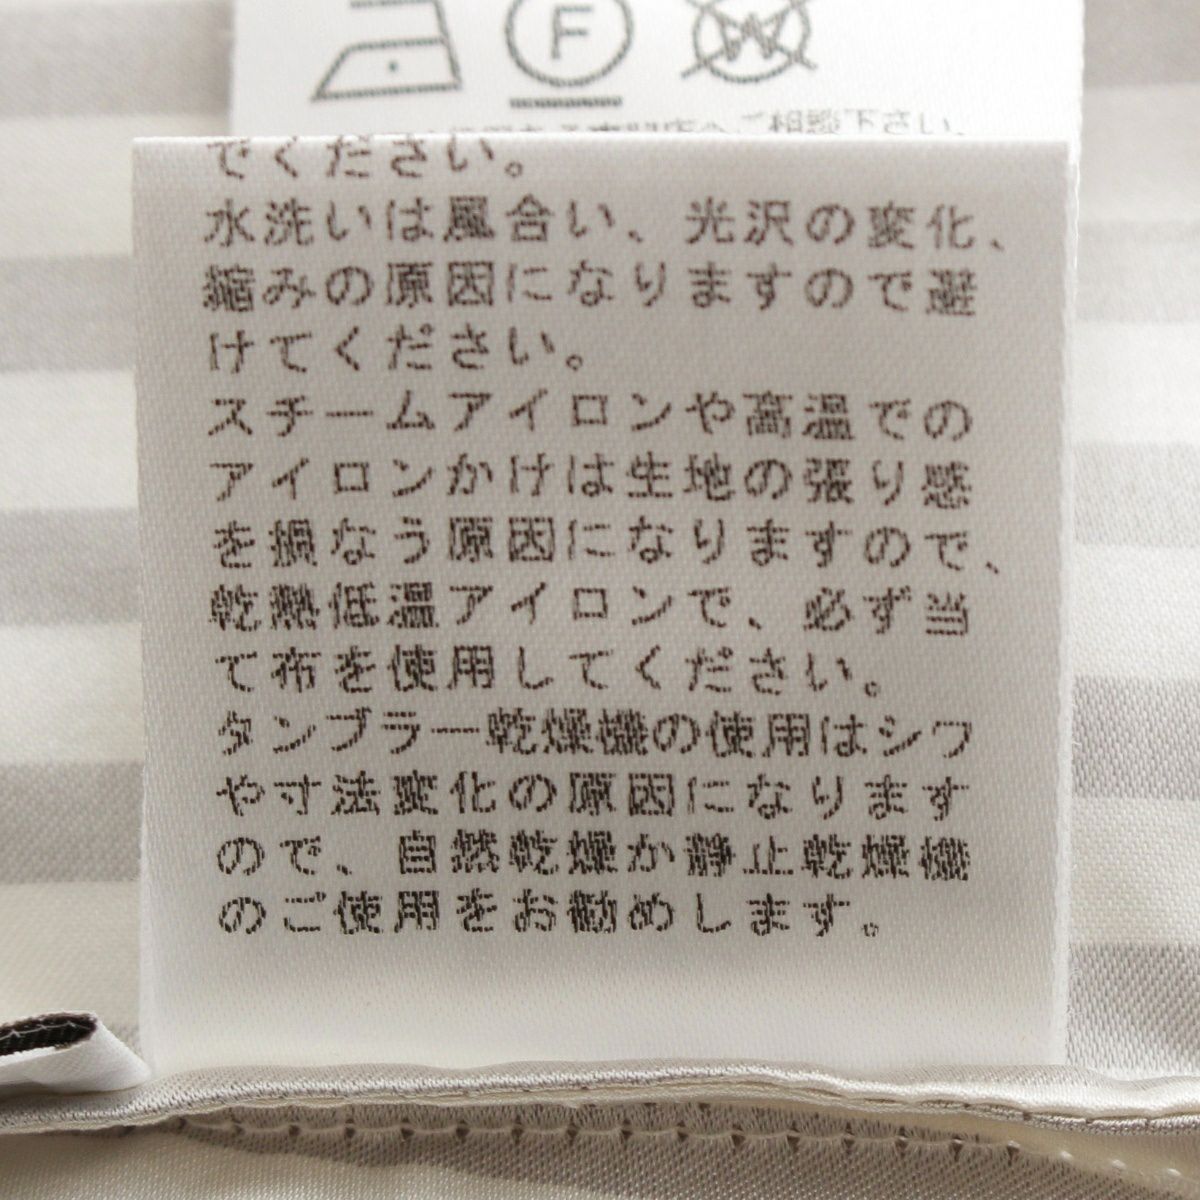 F
W
ご相談下さい。
でください。
水洗いは風合い、光沢の変化、
縮みの原因になりますので避
けてください。
スチームアイロンや高温での
アイロンかけは生地の張り感
を損なう原因になりますので、
乾熱低温アイロンで、必ず当
て布を使用してください。
タンブラー乾燥機の使用はシワ
や寸法変化の原因になります
ので、自然乾燥か静止乾燥機
のご使用をお勧めします。